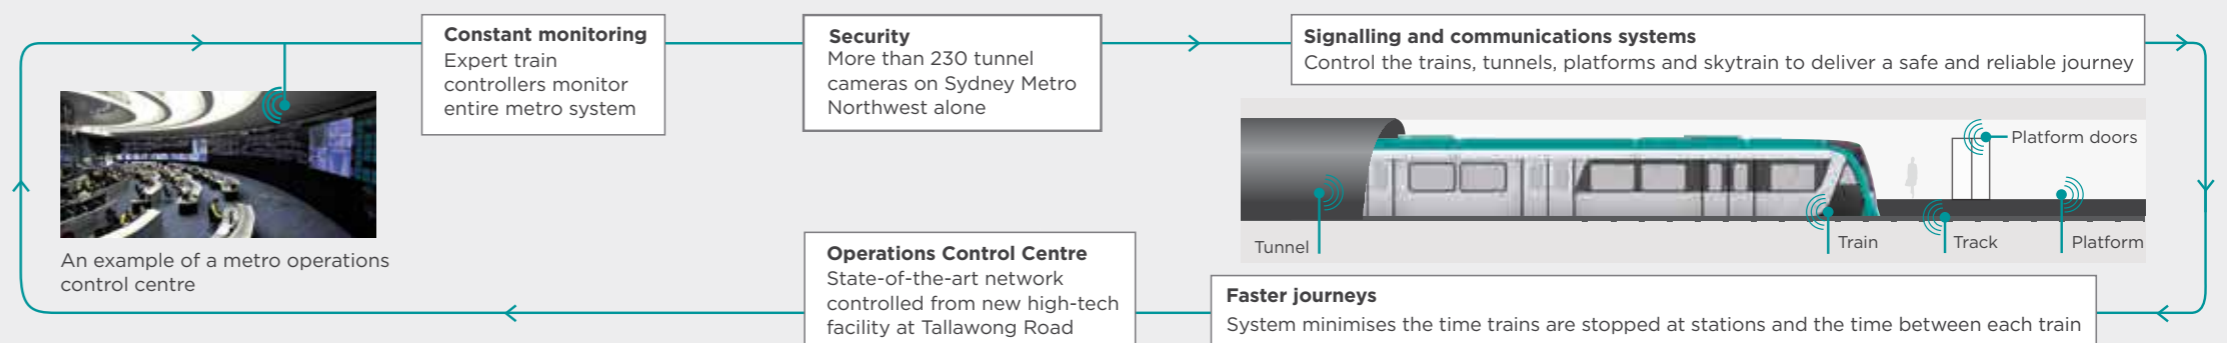 Constant monitoring
Expert train
controllers monitor
entire metro system
Security
More than 230 tunnel
cameras on Sydney Metro
Northwest alone
Signalling and communications systems
Control the trains, tunnels, platforms and skytrain to deliver a safe and reliable journey
Platform doors
Tunnel
Train
Track
Platform
An example of a metro operations
control centre
Operations Control Centre
State-of-the-art network
controlled from new high-tech
facility at Tallawong Road
Faster journeys
System minimises the time trains are stopped at stations and the time between each train